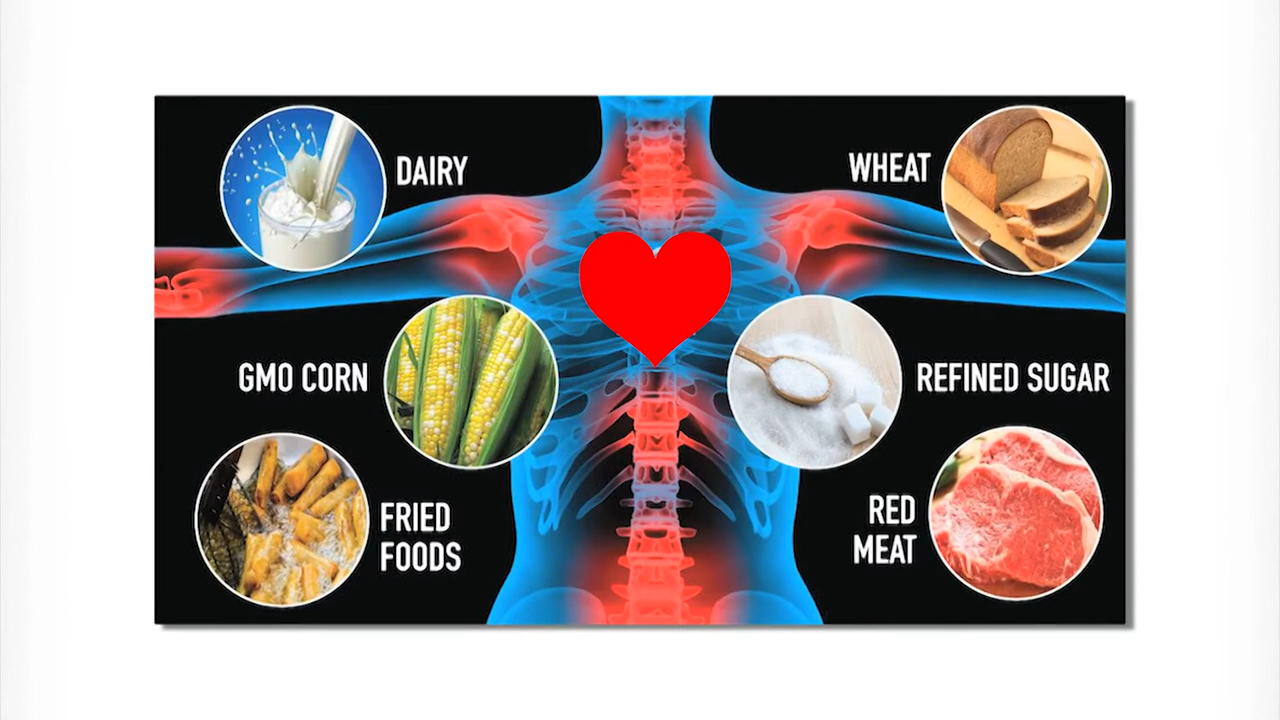 DAIRY
WHEAT
GMO CORN
REFINED SUGAR
FRIED
FOODS
RED
MEAT